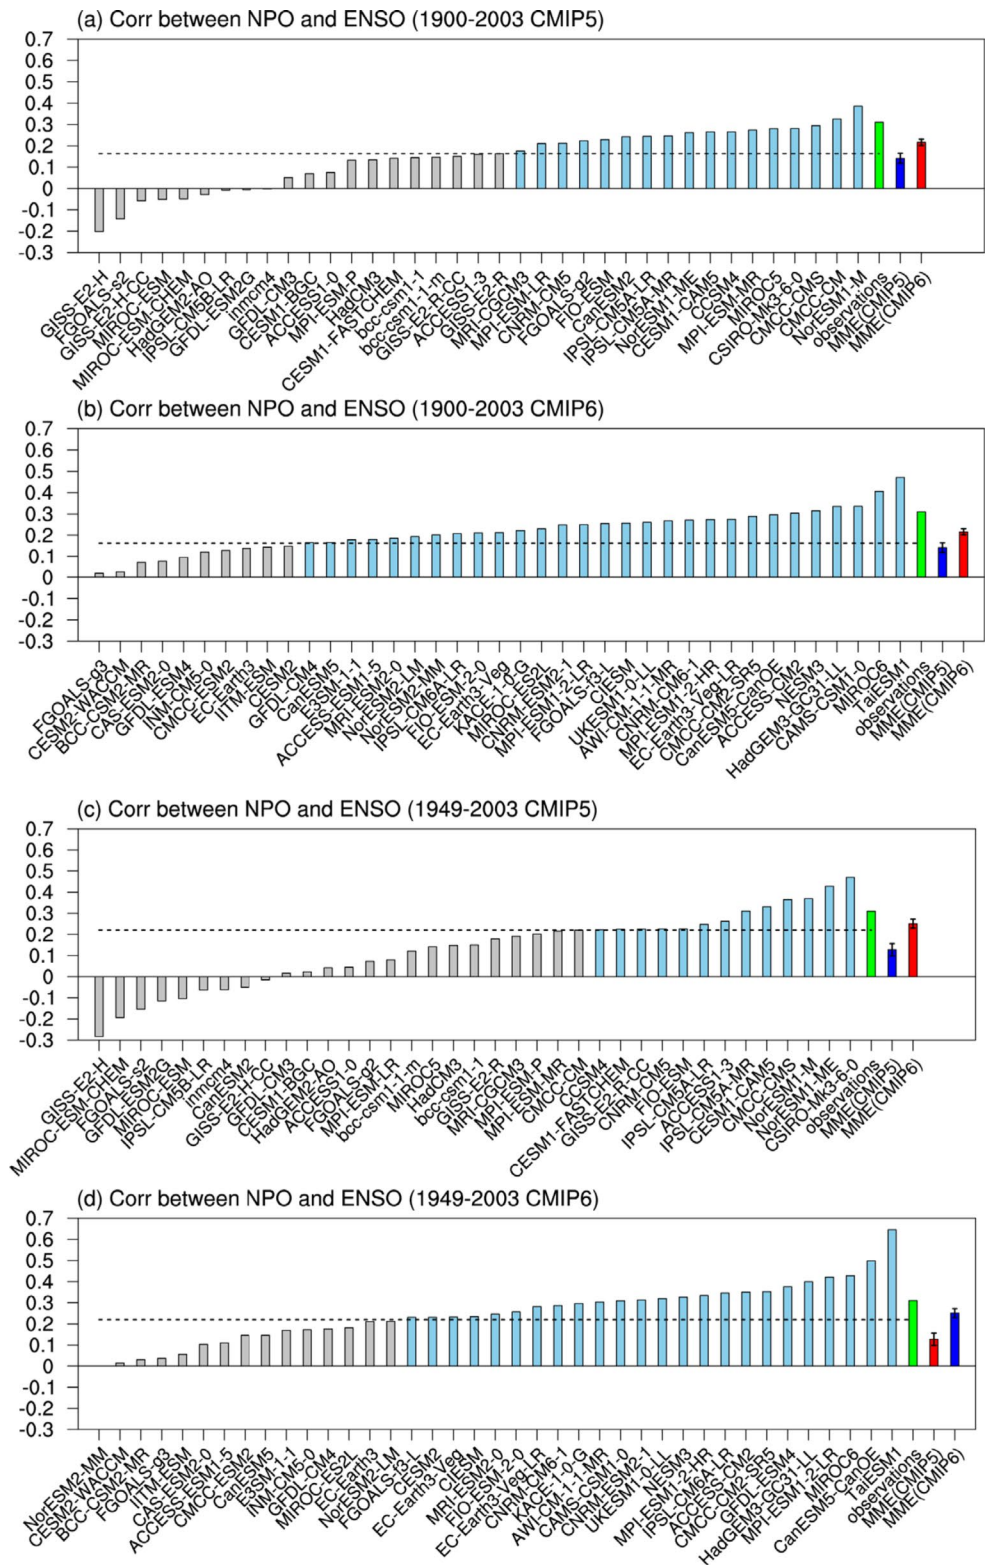 (a) Corr between NPO and ENSO (1900-2003 CMIP5)
0.7
0.6
0.5
0.4
0.3
0.2
0.1
0
-0.1
-0.2
-0.3
GISS-E2-H
FGOALS-s2
GISS-E2-H-CC
MIROC-ESM
MIROC-ESM-CHEM
HadGEM2-AO
IPSL-CM5B-LR
GFDL-ESM2G
inmcm4
GFDL-CM3
CESM1-BGC
ACCESS1-0
MPI-ESM-P
HadCM3
CESM1-FASTCHEM
bcc-csm1-1
bcc-csm1-1-m
GISS-E2-R-CC
ACCESS1-3
GISS-E2-R
MRI-CGCM3
MPI-ESM-LR
CNRM-CM5
FGOALS-g2
FIO-ESM
CanESM2
IPSL-CM5A-LR
IPSL-CM5A-MR
NorESM1-ME
CESM1-CAM5
CCSM4
MPI-ESM-MR
MIROC5
CSIRO-MK3-6-0
CMCC-CMS
CMCC-CM
NorESM1-M
observations
MME(CMIP5)
MME(CMIP6)
(b) Corr between NPO and ENSO (1900-2003 CMIP6)
0.7
0.6
0.5
0.4
0.3
0.2
0.1
0
-0.1
-0.2
-0.3
FGOALS-g3
CESM2-WACCM
BCC-CSM2-MR
CAS-ESM2-0
GFDL-ESM4
INM-CM5-0
CMCC-ESM2
EC-Earth3
IITM-ESM
CESM2
GFDL-CM4
CanESM5
E3SM-1-1
ACCESS-ESM1-5
MRI-ESM2-0
NorESM2-LM
NorESM2-MM
IPSL-CM6A-LR
FIO-ESM-2-0
EC-Earth3-Veg
KACE-1-0-G
MIROC-ES2L
CNRM-ESM2-1
MPI-ESM1-2-LR
FGOALS-f3-L
CIESM
UKESM1-0-LL
AWI-CM-1-1-MR
CNRM-CM6-1
MPI-ESM1-2-HR
EC-Earth3-Veg-LR
CMCC-CM2-SR5
CanESM5-CanOE
ACCESS-CM2
NESM3
HadGEM3-GC31-LL
CAMS-CSM1-0
MIROC6
TaiESM1
observations
MME(CMIP5)
MME(CMIP6)
(c) Corr between NPO and ENSO (1949-2003 CMIP5)
0.7
0.6
0.5
0.4
0.3
0.2
0.1
0
-0.1
-0.2
-0.3
GISS-E2-H
MIROC-ESM-CHEM
FGOALS-s2
GFDL-ESM2G
MIROC-ESM
IPSL-CM5B-LR
inmcm4
CanESM2
GISS-E2-H-CC
GFDL-CM3
CESM1-BGC
HadGEM2-AO
ACCESS1-0
FGOALS-g2
MPI-ESM-LR
bcc-csm1-1-m
MIROC5
HadCM3
bcc-csm1-1
GISS-E2-R
MRI-CGCM3
MPI-ESM-P
MPI-ESM-MR
CMCC-CM
CCSM4
CESM1-FASTCHEM
GISS-E2-R-CC
CNRM-CM5
FIO-ESM
IPSL-CM5A-LR
ACCESS1-3
IPSL-CM5A-MR
CESM1-CAM5
CMCC-CMS
NorESM1-M
NorESM1-ME
CSIRO-MK3-6-0
observations
MME(CMIP5)
MME(CMIP6)
(d) Corr between NPO and ENSO (1949-2003 CMIP6)
0.7
0.6
0.5
0.4
0.3
0.2
0.1
0
-0.1
-0.2
-0.3
NorESM2-MM
CESM2-WACCM
BCC-CSM2-MR
FGOALS-g3
IITM-ESM
CAS-ESM2-0
ACCESS-ESM1-5
CMCC-ESM2
CanESM5
E3SM-1-1
INM-CM5-0
GFDL-CM4
MIROC-ES2L
EC-Earth3
NorESM2-LM
FGOALS-f3-L
CESM2
EC-Earth3-Veg
CIESM
MRI-ESM2-0
FIO-ESM-2-0
EC-Earth3-Veg-LR
CNRM-CM6-1
KACE-1-0-G
AWI-CM-1-1-MR
CAMS-CSM1-0
CNRM-ESM2-1
UKESM1-0-LL
NESM3
MPI-ESM1-2-HR
IPSL-CM6A-LR
ACCESS-CM2
CMCC-CM2-SR5
GFDL-ESM4
HadGEM3-GC31-LL
MPI-ESM1-2-LR
MIROC6
CanESM5-CanOE
TaiESM1
observations
MME(CMIP5)
MME(CMIP6)